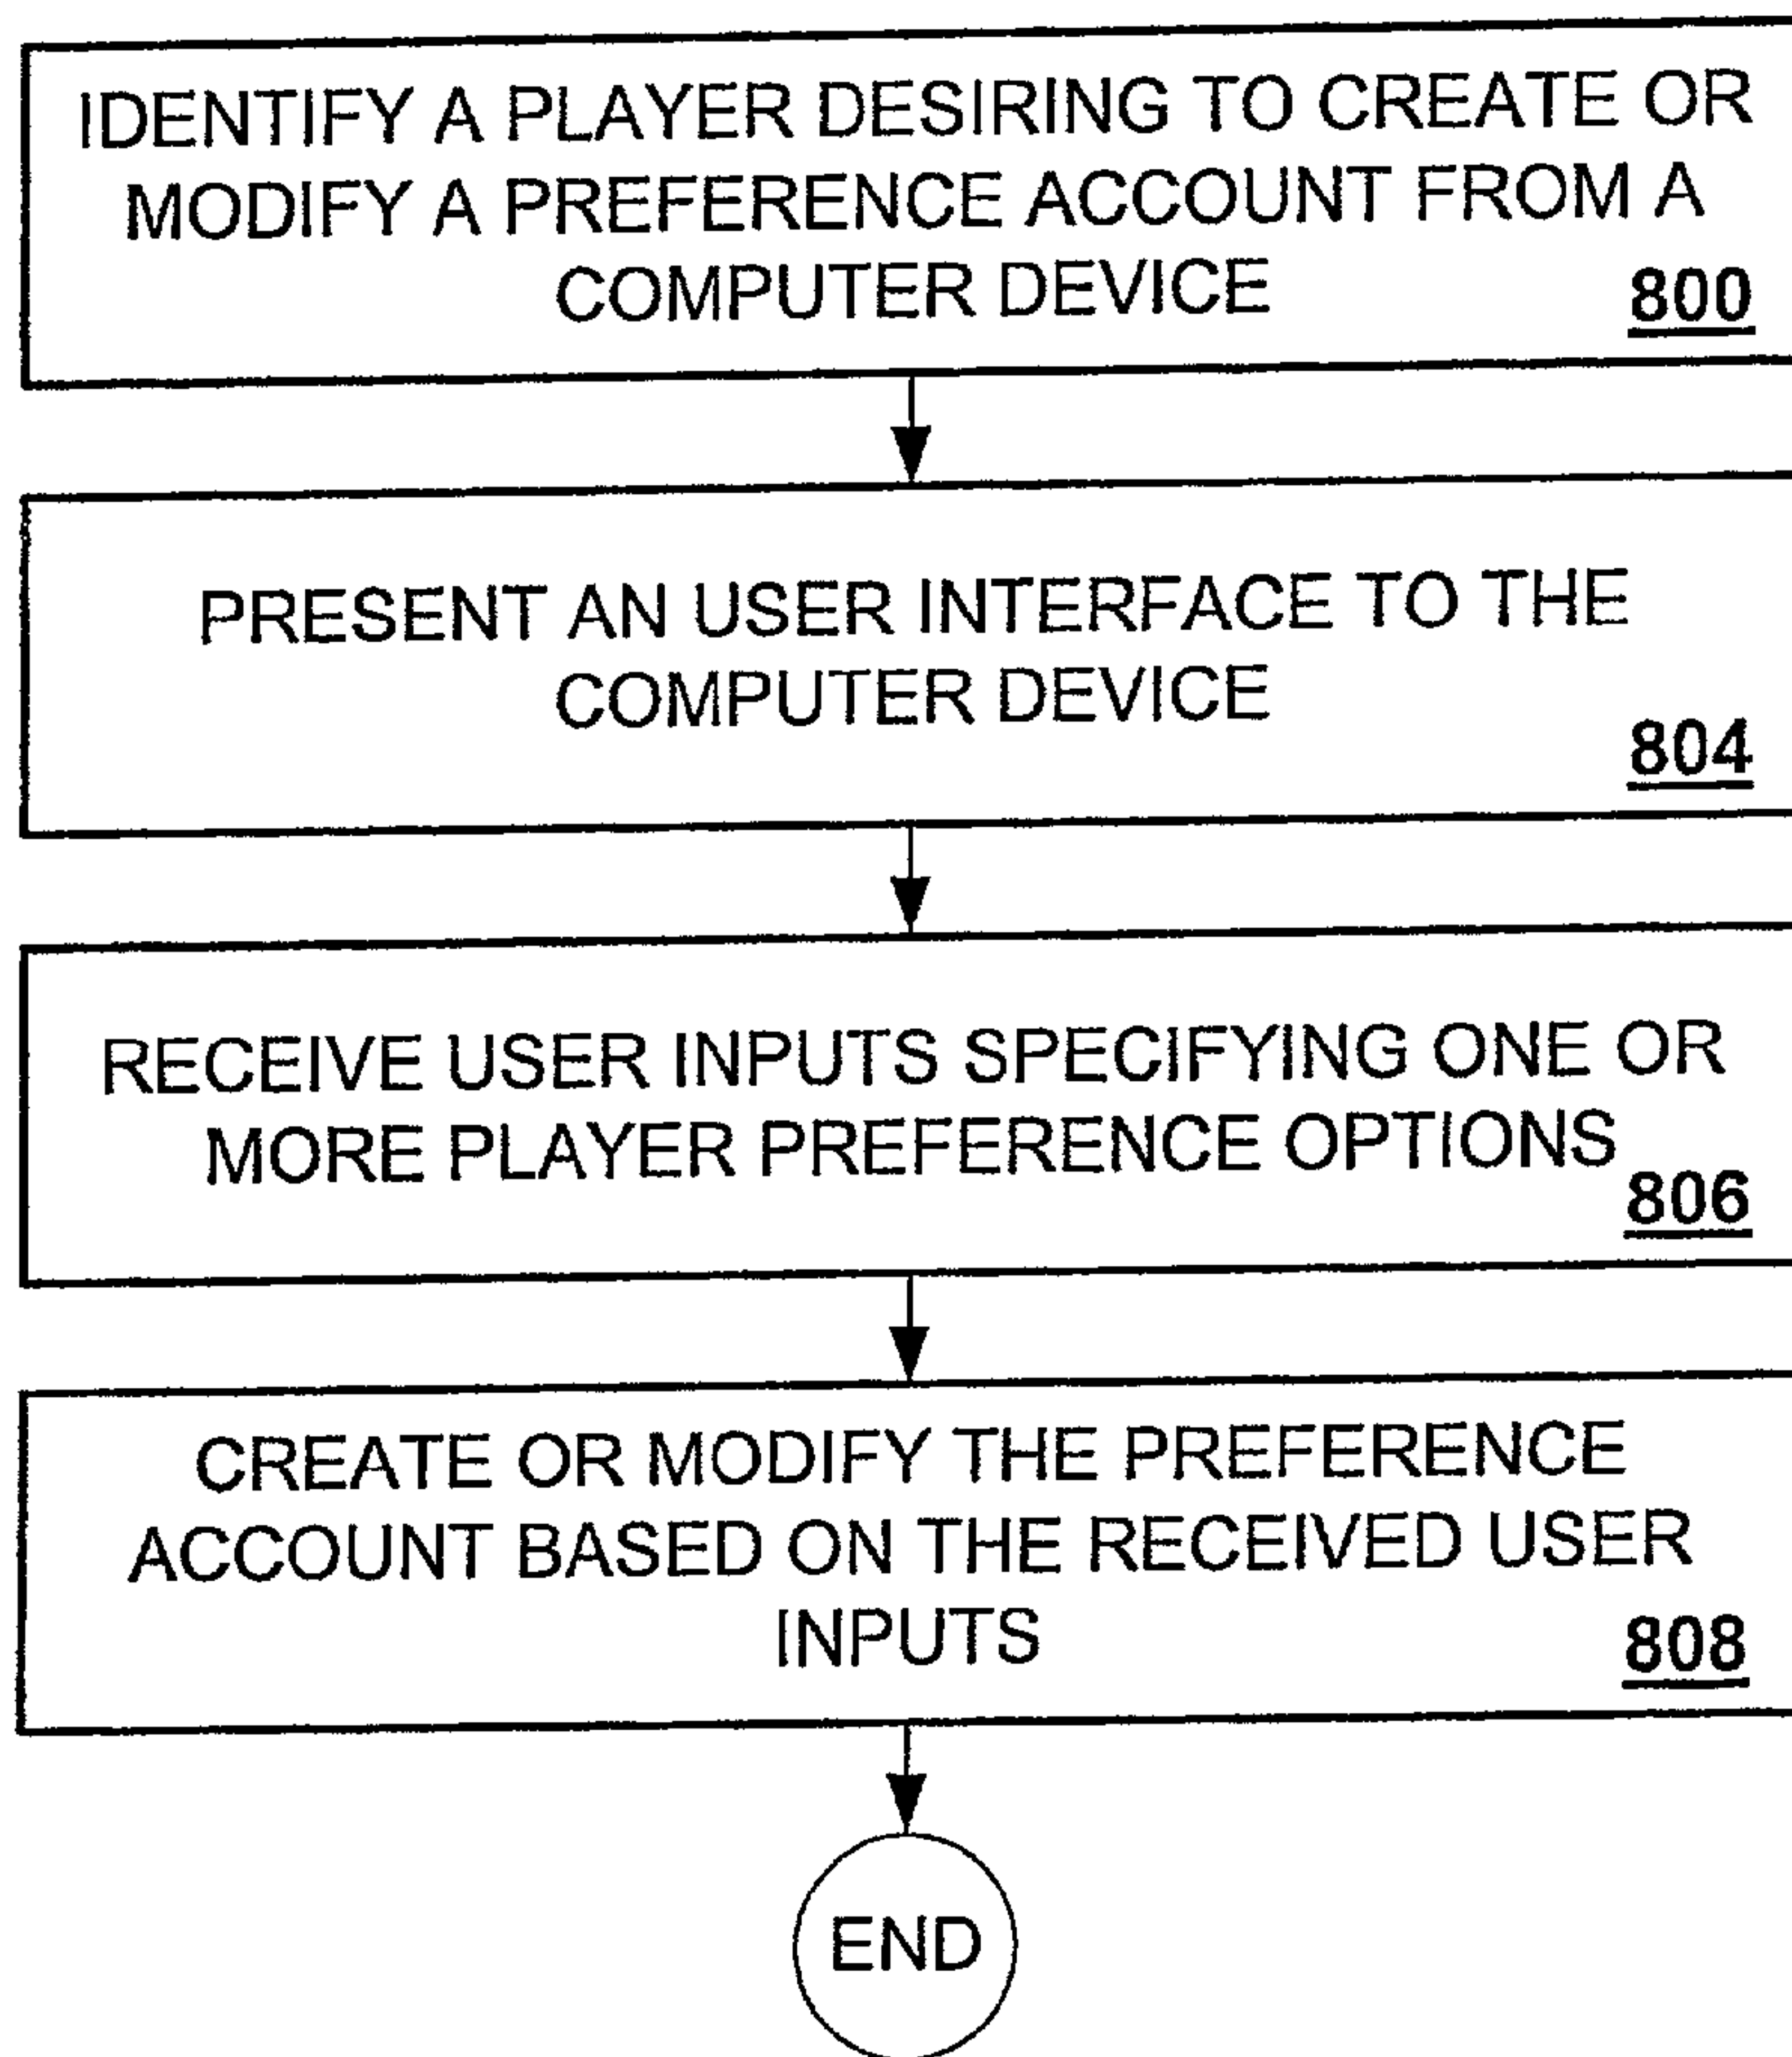 IDENTIFY A PLAYER DESIRING TO CREATE OR
MODIFY A PREFERENCE ACCOUNT FROM A
COMPUTER DEVICE
800
PRESENT AN USER INTERFACE TO THE
COMPUTER DEVICE
804
RECEIVE USER INPUTS SPECIFYING ONE OR
MORE PLAYER PREFERENCE OPTIONS
806
CREATE OR MODIFY THE PREFERENCE
ACCOUNT BASED ON THE RECEIVED USER
INPUTS
808
END